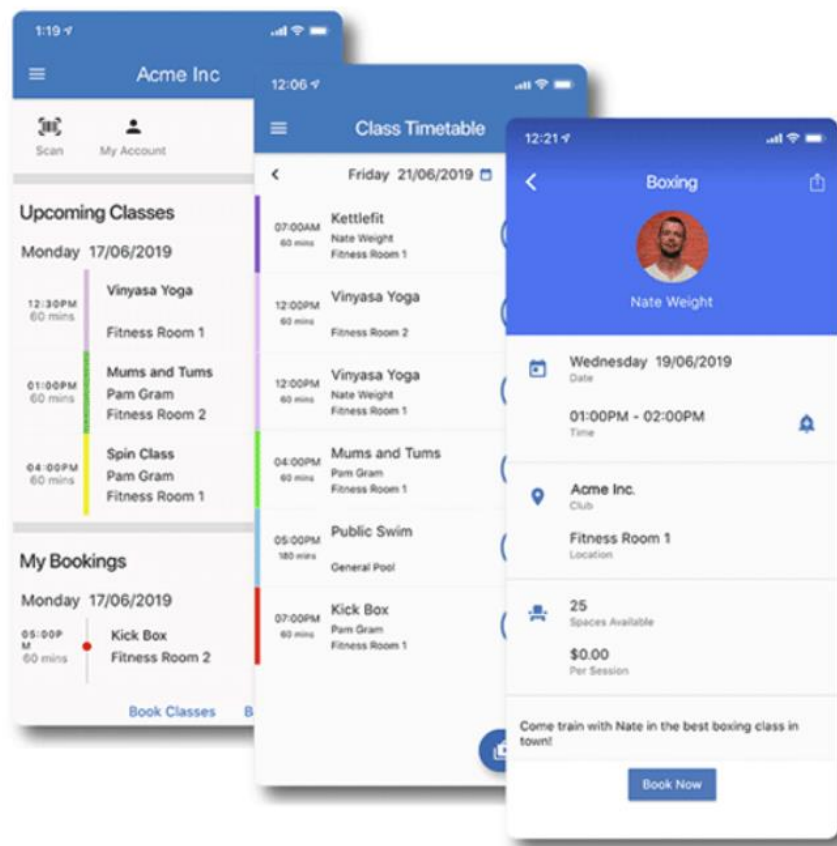 1:19
Acme Inc
Scan
My Account
Upcoming Classes
Monday 17/06/2019
12:30PM
60 mins
Vinyasa Yoga
Fitness Room 1
01:00PM
60 mins
Mums and Tums
Pam Gram
Fitness Room 2
04:00PM
60 mins
Spin Class
Pam Gram
Fitness Room 1
My Bookings
Monday 17/06/2019
05:00P
M
60 mins
Kick Box
Fitness Room 2
Book Classes
B
12:06
Class Timetable
Friday 21/06/2019
07:00AM
60 mins
Kettlefit
Nate Weight
Fitness Room 1
12:00PM
60 mins
Vinyasa Yoga
Fitness Room 2
12:00PM
60 mins
Vinyasa Yoga
Nate Weight
Fitness Room 1
04:00PM
60 mins
Mums and Tums
Pam Gram
Fitness Room 1
05:00PM
180 mins
Public Swim
General Pool
07:00PM
60 mins
Kick Box
Pam Gram
Fitness Room 1
12:21
Boxing
Nate Weight
Wednesday 19/06/2019
Date
01:00PM - 02:00PM
Time
Acme Inc.
Club
Fitness Room 1
Location
25
Spaces Available
$0.00
Per Session
Come train with Nate in the best boxing class in
town!
Book Now